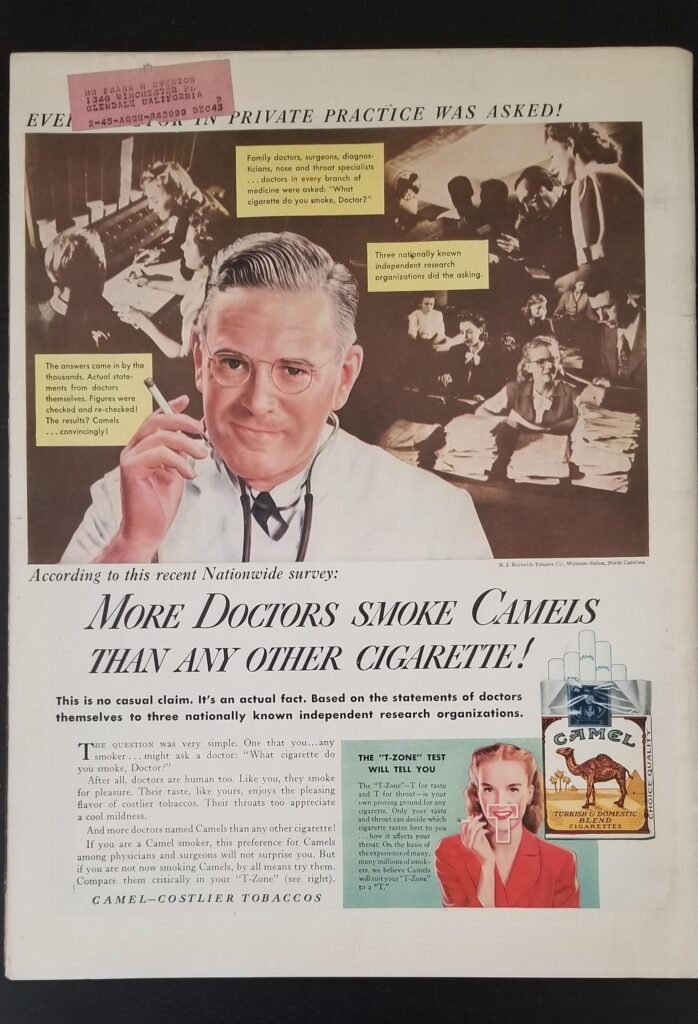 MR FRANK H OVERTON
1348 WINCHESTER PL
GLENDALE CALIFORNIA P
2-45-AGGH-863099 DEC45
IN PRIVATE PRACTICE WAS ASKED!
Family doctors, surgeons, diagnos-
ticians, nose and throat specialists
. . . doctors in every branch of
medicine were asked: "What
cigarette do you smoke, Doctor?"
Three nationally known
independent research
organizations did the asking.
The answers came in by the
thousands. Actual state-
ments from doctors
themselves. Figures were
checked and re-checked!
The results? Camels
. . . convincingly!
R. J. Reynolds Tobacco Co., Winston-Salem, North Carolina
According to this recent Nationwide survey:
MORE DOCTORS SMOKE CAMELS
THAN ANY OTHER CIGARETTE!
This is no casual claim. It's an actual fact. Based on the statements of doctors
themselves to three nationally known independent research organizations.
THE QUESTION was very simple. One that you...any
smoker...might ask a doctor: "What cigarette do
you smoke, Doctor?"
After all, doctors are human too. Like you, they smoke
for pleasure. Their taste, like yours, enjoys the pleasing
flavor of costlier tobaccos. Their throats too appreciate
a cool mildness.
And more doctors named Camels than any other cigarette!
If you are a Camel smoker, this preference for Camels
among physicians and surgeons will not surprise you. But
if you are not now smoking Camels, by all means try them.
Compare them critically in your "T-Zone" (see right).
CAMEL—COSTLIER TOBACCOS
THE "T-ZONE" TEST
WILL TELL YOU
The "T-Zone"—T for taste
and T for throat—is your
own proving ground for any
cigarette. Only your taste
and throat can decide which
cigarette tastes best to you
. . . how it affects your
throat. On the basis of
the experience of many,
many millions of smok-
ers, we believe Camels
will suit your "T-Zone"
to a "T."
T
CAMEL
CAMEL
CAMEL
TURKISH & DOMESTIC
BLEND
CIGARETTES
CHOICE QUALITY